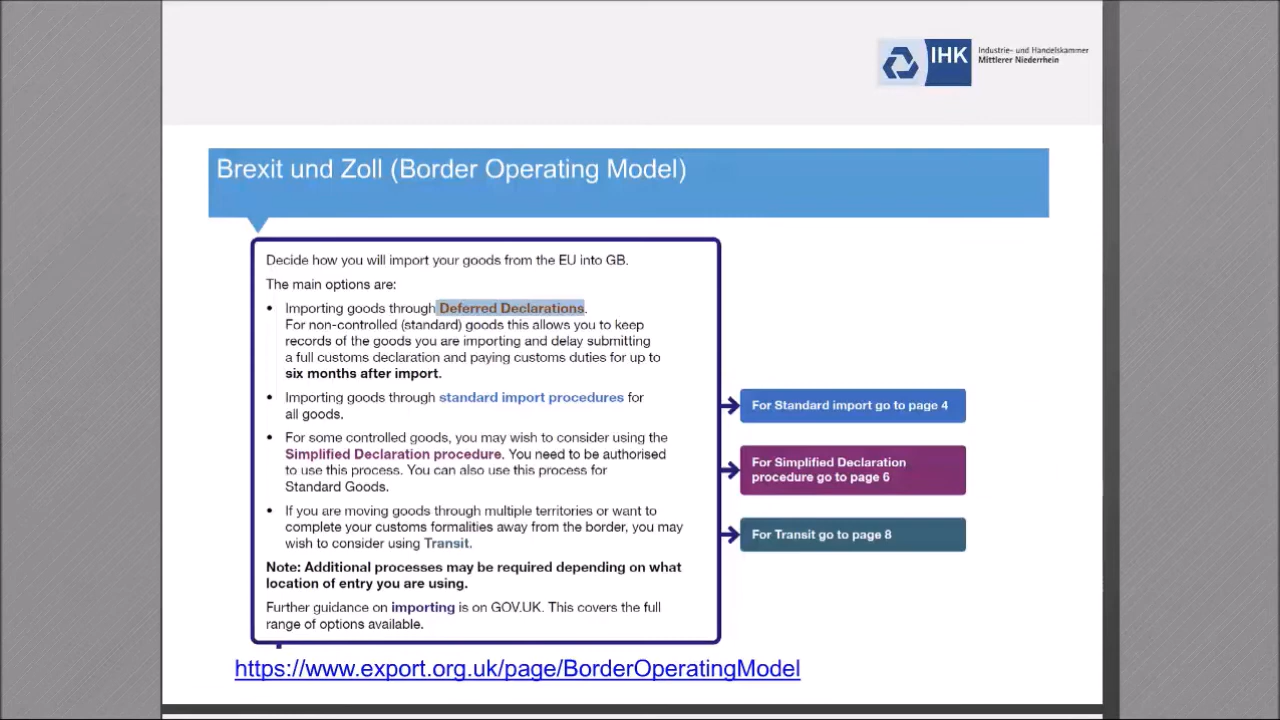 IHK
Industrie- und Handelskammer
Mittlerer Niederrhein
Brexit und Zoll (Border Operating Model)
Decide how you will import your goods from the EU into GB.
The main options are:
• Importing goods through Deferred Declarations.
For non-controlled (standard) goods this allows you to keep
records of the goods you are importing and delay submitting
a full customs declaration and paying customs duties for up to
six months after import.
• Importing goods through standard import procedures for
all goods.
• For some controlled goods, you may wish to consider using the
Simplified Declaration procedure. You need to be authorised
to use this process. You can also use this process for
Standard Goods.
• If you are moving goods through multiple territories or want to
complete your customs formalities away from the border, you may
wish to consider using Transit.
Note: Additional processes may be required depending on what
location of entry you are using.
Further guidance on importing is on GOV.UK. This covers the full
range of options available.
For Standard import go to page 4
For Simplified Declaration
procedure go to page 6
For Transit go to page 8
https://www.export.org.uk/page/BorderOperatingModel